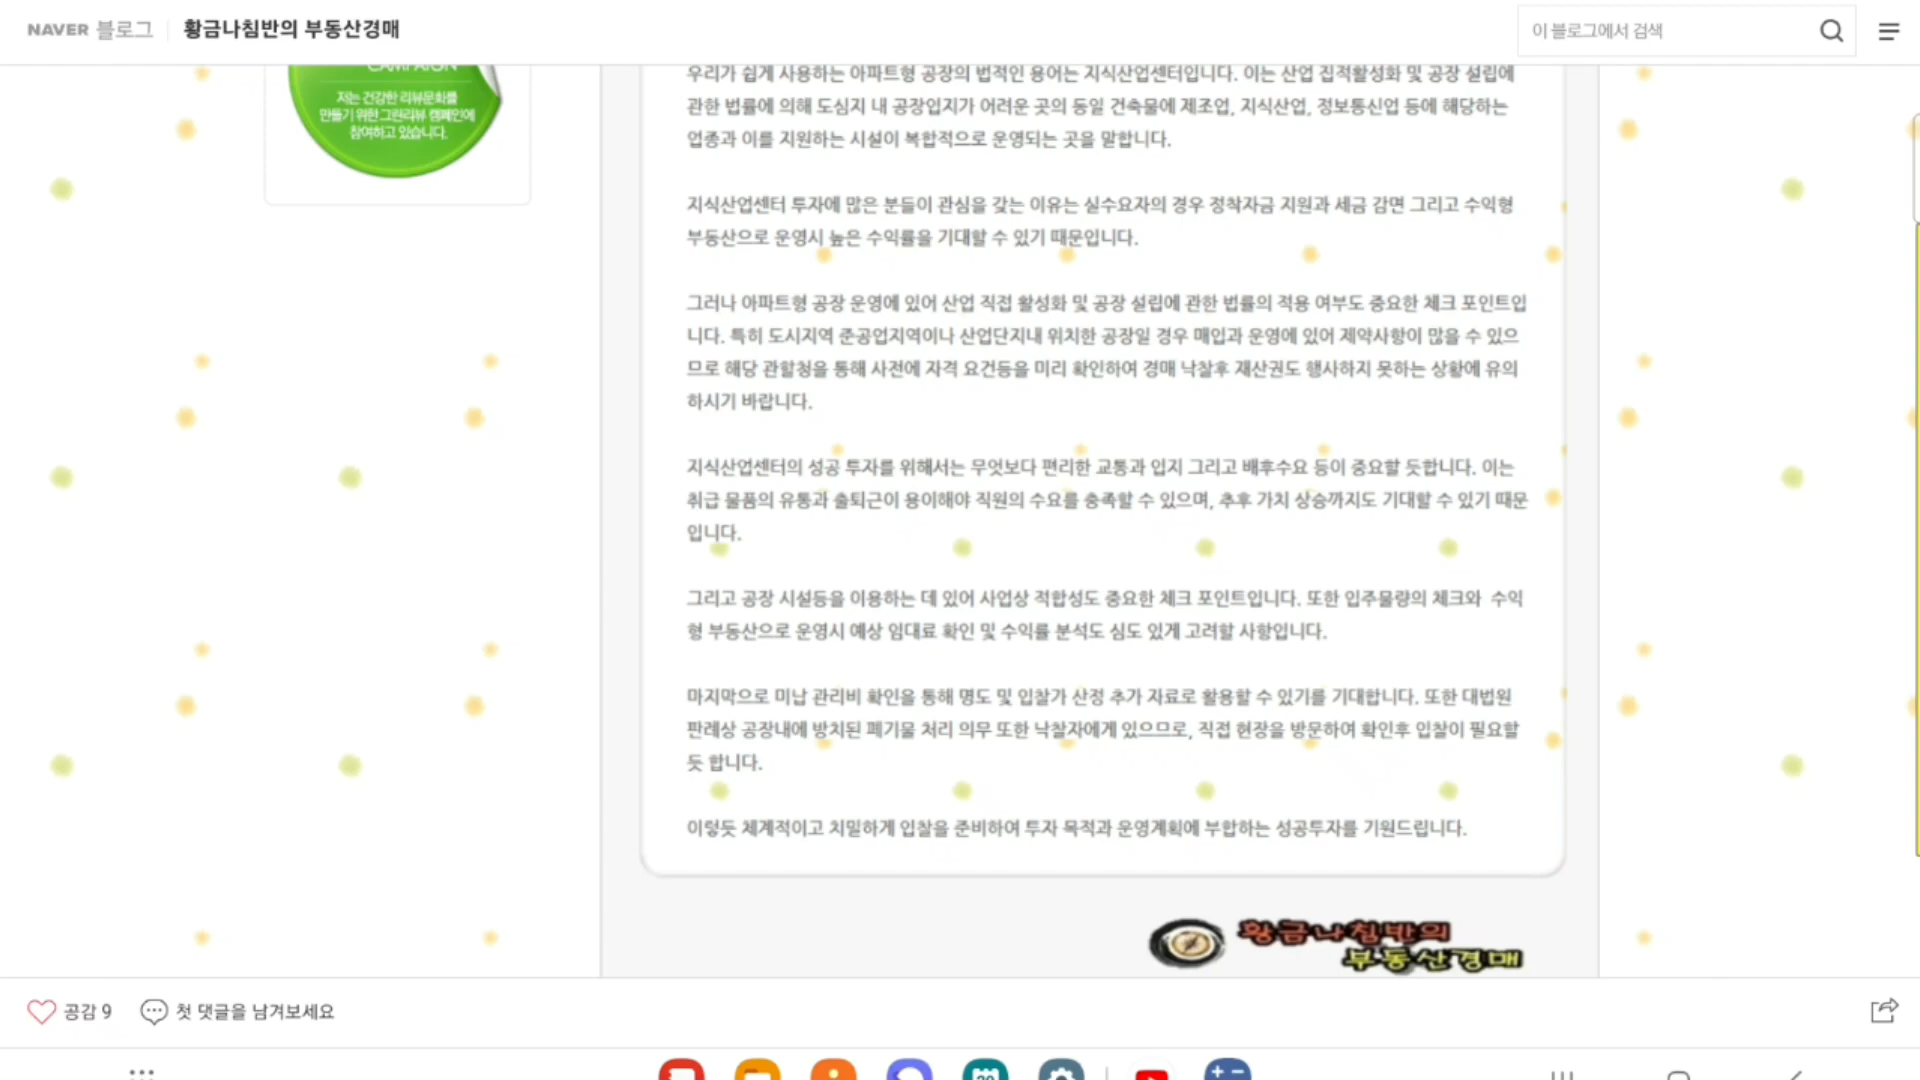 NAVER 블로그 황금나침반의 부동산경매
이 블로그에서 검색
CAMPAIGN
저는 건강한 리뷰문화를
만들기 위한 그린리뷰 캠페인에
참여하고 있습니다.
우리가 쉽게 사용하는 아파트형 공장의 법적인 용어는 지식산업센터입니다. 이는 산업 집적활성화 및 공장 설립에
관한 법률에 의해 도심지 내 공장입지가 어려운 곳의 동일 건축물에 제조업, 지식산업, 정보통신업 등에 해당하는
업종과 이를 지원하는 시설이 복합적으로 운영되는 곳을 말합니다.
지식산업센터 투자에 많은 분들이 관심을 갖는 이유는 실수요자의 경우 정착자금 지원과 세금 감면 그리고 수익형
부동산으로 운영시 높은 수익률을 기대할 수 있기 때문입니다.
그러나 아파트형 공장 운영에 있어 산업 직접 활성화 및 공장 설립에 관한 법률의 적용 여부도 중요한 체크 포인트입
니다. 특히 도시지역 준공업지역이나 산업단지내 위치한 공장일 경우 매입과 운영에 있어 제약사항이 많을 수 있으
므로 해당 관할청을 통해 사전에 자격 요건등을 미리 확인하여 경매 낙찰후 재산권도 행사하지 못하는 상황에 유의
하시기 바랍니다.
지식산업센터의 성공 투자를 위해서는 무엇보다 편리한 교통과 입지 그리고 배후수요 등이 중요할 듯합니다. 이는
취급 물품의 유통과 출퇴근이 용이해야 직원의 수요를 충족할 수 있으며, 추후 가치 상승까지도 기대할 수 있기 때문
입니다.
그리고 공장 시설등을 이용하는 데 있어 사업상 적합성도 중요한 체크 포인트입니다. 또한 입주물량의 체크와 수익
형 부동산으로 운영시 예상 임대료 확인 및 수익률 분석도 심도 있게 고려할 사항입니다.
마지막으로 미납 관리비 확인을 통해 명도 및 입찰가 산정 추가 자료로 활용할 수 있기를 기대합니다. 또한 대법원
판례상 공장내에 방치된 폐기물 처리 의무 또한 낙찰자에게 있으므로, 직접 현장을 방문하여 확인후 입찰이 필요할
듯 합니다.
이렇듯 체계적이고 치밀하게 입찰을 준비하여 투자 목적과 운영계획에 부합하는 성공투자를 기원드립니다.
황금나침반의
부동산경매
공감 9 첫 댓글을 남겨보세요